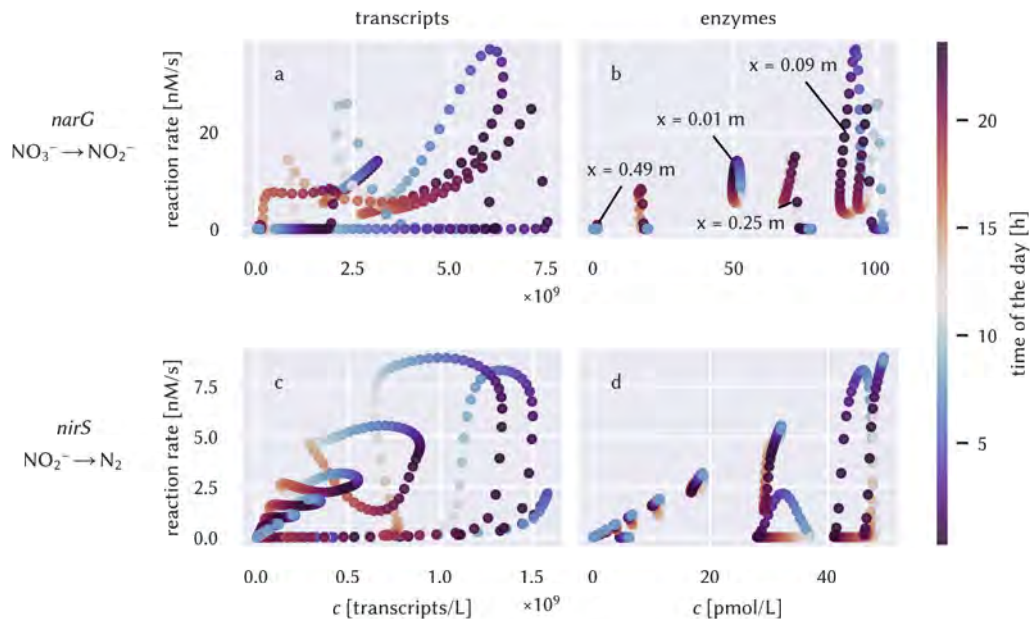 transcripts
enzymes
narG
NO₃⁻→NO₂⁻
reaction rate [nM/s]
20
0
a
0.0
2.5
5.0
7.5
×10⁹
b
x = 0.49 m
x = 0.01 m
x = 0.09 m
x = 0.25 m
0
50
100
nirS
NO₂⁻→N₂
reaction rate [nM/s]
7.5
5.0
2.5
0.0
c
0.0
0.5
1.0
1.5
×10⁹
c [transcripts/L]
d
0
20
40
c [pmol/L]
20
15
10
5
time of the day [h]